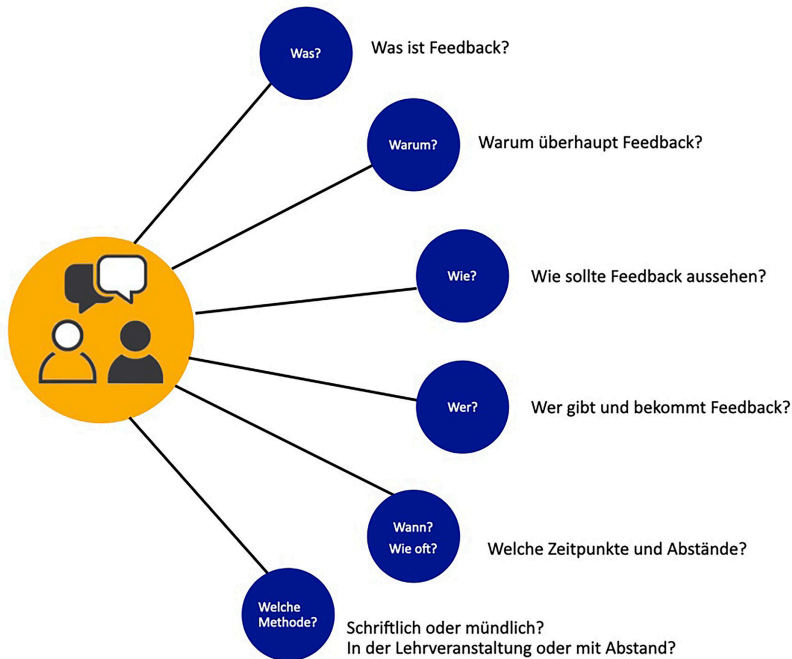 Was?
Was ist Feedback?
Warum?
Warum überhaupt Feedback?
Wie?
Wie sollte Feedback aussehen?
Wer?
Wer gibt und bekommt Feedback?
Wann?
Wie oft?
Welche Zeitpunkte und Abstände?
Welche
Methode?
Schriftlich oder mündlich?
In der Lehrveranstaltung oder mit Abstand?